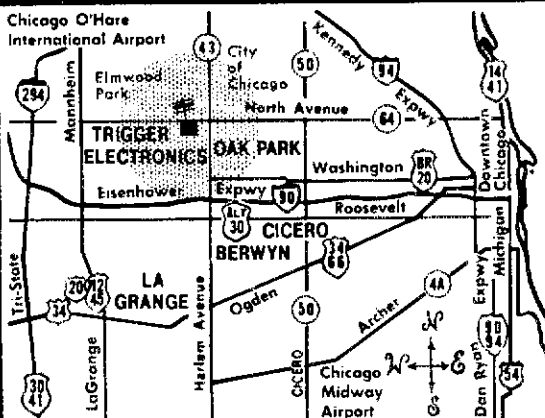 Chicago O'Hare
International Airport
43
City
of
Chicago
50
Kennedy
Expwy
94
14
41
294
Mannheim
Elmwood
Park
North Avenue
64
TRIGGER
ELECTRONICS
OAK PARK
Washington
BR
20
Downtown
Chicago
Eisenhower
Expwy
90
Roosevelt
ALT
30
CICERO
BERWYN
34
66
Michigan
Tri-State
20
12
45
LA
GRANGE
34
Ogden
4A
Expwy
Harlem Avenue
50
Archer
N
W
E
S
90
94
30
41
LaGrange
CICERO
Chicago
Midway
Airport
Dan Ryan
54